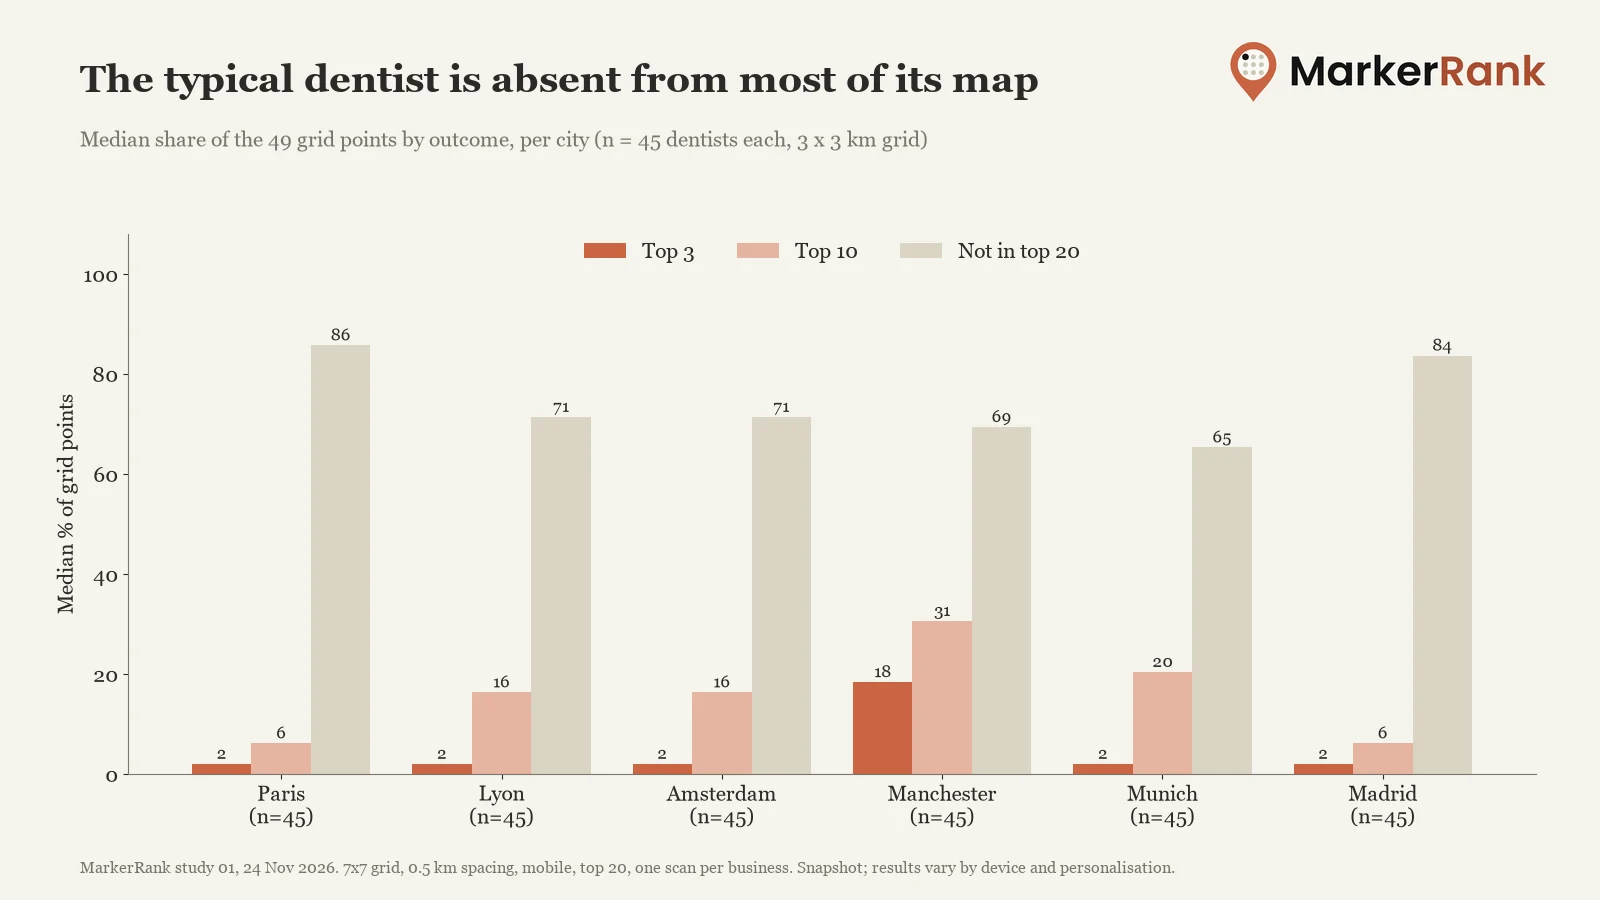 The typical dentist is absent from most of its map
MarkerRank
Median share of the 49 grid points by outcome, per city (n = 45 dentists each, 3 x 3 km grid)
Top 3 Top 10 Not in top 20
Median % of grid points
100
80
60
40
20
0
2 6 86
2 16 71
2 16 71
18 31 69
2 20 65
2 6 84
Paris Lyon Amsterdam Manchester Munich Madrid
(n=45) (n=45) (n=45) (n=45) (n=45) (n=45)
MarkerRank study 01, 24 Nov 2026. 7x7 grid, 0.5 km spacing, mobile, top 20, one scan per business. Snapshot; results vary by device and personalisation.